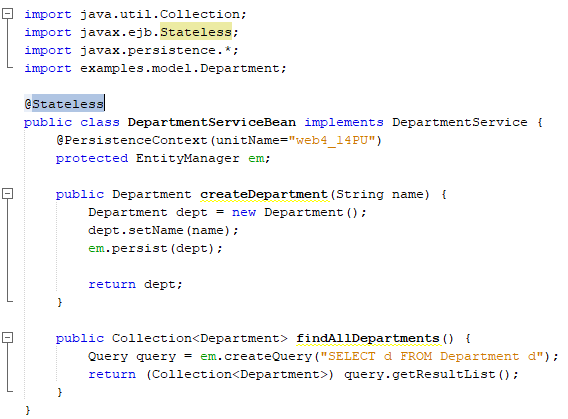 import java.util.Collection;
import javax.ejb.Stateless;
import javax.persistence.*;
import examples.model.Department;
@Stateless
public class DepartmentServiceBean implements DepartmentService {
@PersistenceContext(unitName="web4_14PU")
protected EntityManager em;
public Department createDepartment(String name) {
Department dept = new Department();
dept.setName(name);
em.persist(dept);
return dept;
}
public Collection<Department> findAllDepartments() {
Query query = em.createQuery("SELECT d FROM Department d");
return (Collection<Department>) query.getResultList();
}
}